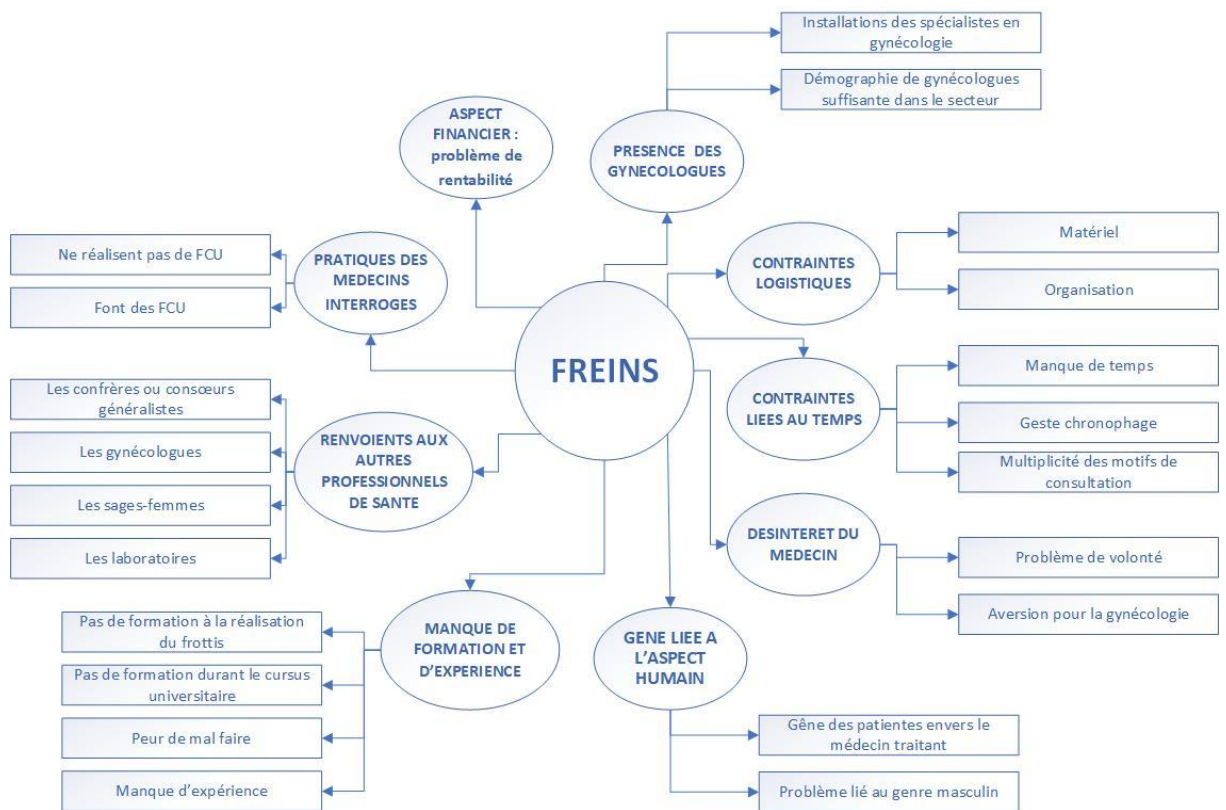 FREINS
ASPECT
FINANCIER :
problème de
rentabilité
PRESENCE DES
GYNECOLOGUES
Installations des spécialistes en
gynécologie
Démographie de gynécologues
suffisante dans le secteur
CONTRAINTES
LOGISTIQUES
Matériel
Organisation
CONTRAINTES
LIEES AU TEMPS
Manque de temps
Geste chronophage
Multiplicité des motifs de
consultation
DESINTERET DU
MEDECIN
Problème de volonté
Aversion pour la gynécologie
GENE LIEE A
L'ASPECT
HUMAIN
Gêne des patientes envers le
médecin traitant
Problème lié au genre masculin
MANQUE DE
FORMATION ET
D'EXPERIENCE
Pas de formation à la réalisation
du frottis
Pas de formation durant le cursus
universitaire
Peur de mal faire
Manque d'expérience
RENVOIENTS AUX
AUTRES
PROFESSIONNELS
DE SANTE
Les confrères ou consœurs
généralistes
Les gynécologues
Les sages-femmes
Les laboratoires
PRATIQUES DES
MEDECINS
INTERROGES
Ne réalisent pas de FCU
Font des FCU